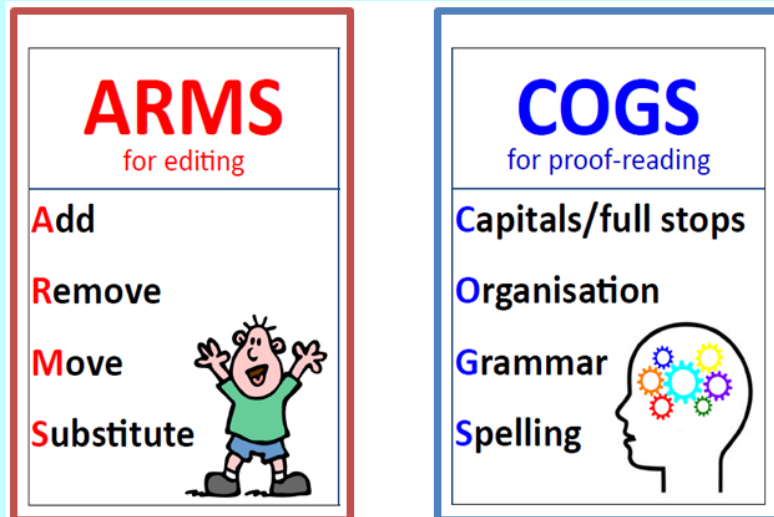 ARMS
for editing
Add
Remove
Move
Substitute
COGS
for proof-reading
Capitals/full stops
Organisation
Grammar
Spelling